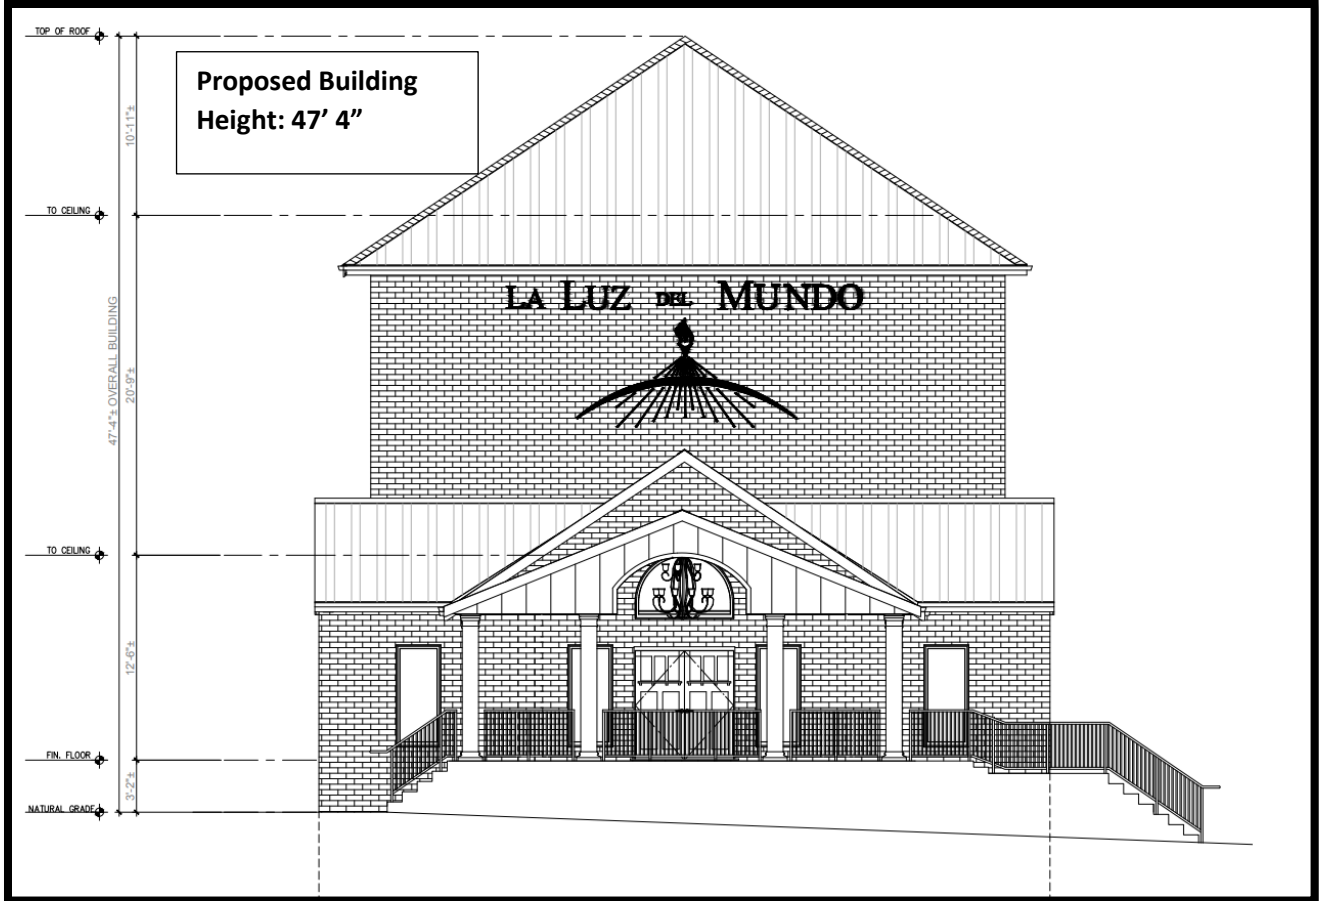 TOP OF ROOF
Proposed Building
Height: 47’ 4”
10'-11"±
TO CEILING
LA LUZ DEL MUNDO
47'-4"± OVERALL BUILDING
20'-9"±
TO CEILING
12'-6"±
FIN. FLOOR
3'-2"±
NATURAL GRADE